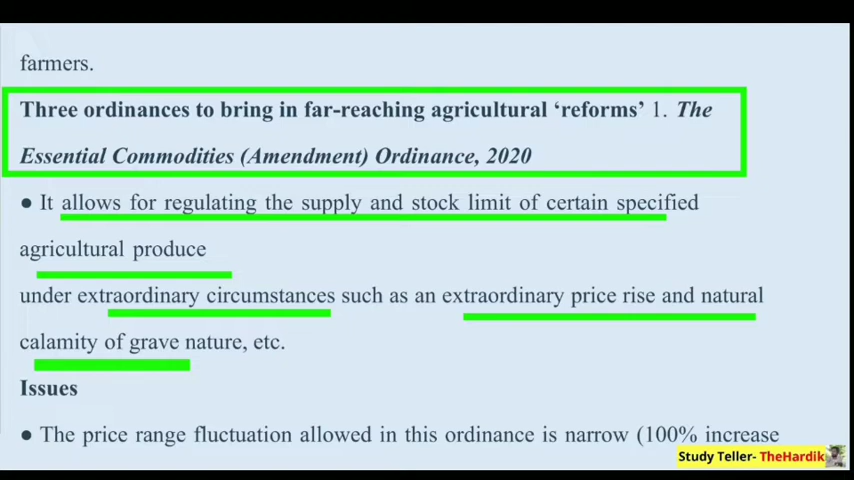 farmers.
Three ordinances to bring in far-reaching agricultural ‘reforms’ 1. The
Essential Commodities (Amendment) Ordinance, 2020
● It allows for regulating the supply and stock limit of certain specified
agricultural produce
under extraordinary circumstances such as an extraordinary price rise and natural
calamity of grave nature, etc.
Issues
● The price range fluctuation allowed in this ordinance is narrow (100% increase
Study Teller- TheHardik